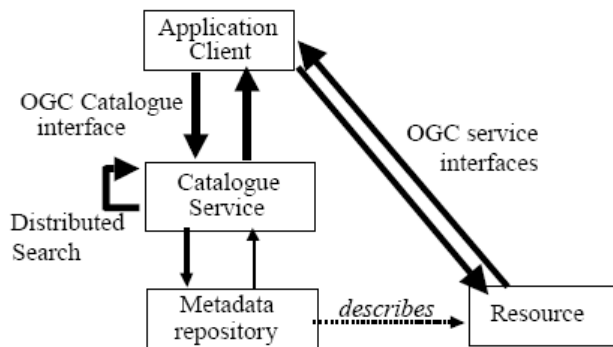 Application
Client
OGC Catalogue
interface
OGC service
interfaces
Catalogue
Service
Distributed
Search
Metadata
repository
describes
Resource